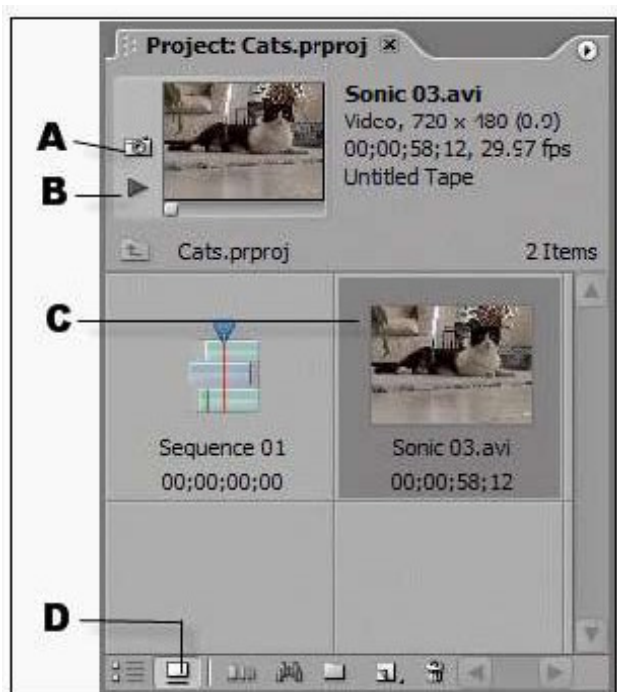 Project: Cats.prproj
Sonic 03.avi
Video, 720 x 480 (0.9)
00;00;58;12, 29.97 fps
Untitled Tape
A
B
Cats.prproj
2 Items
C
Sequence 01
Sonic 03.avi
00;00;00;00
00;00;58;12
D